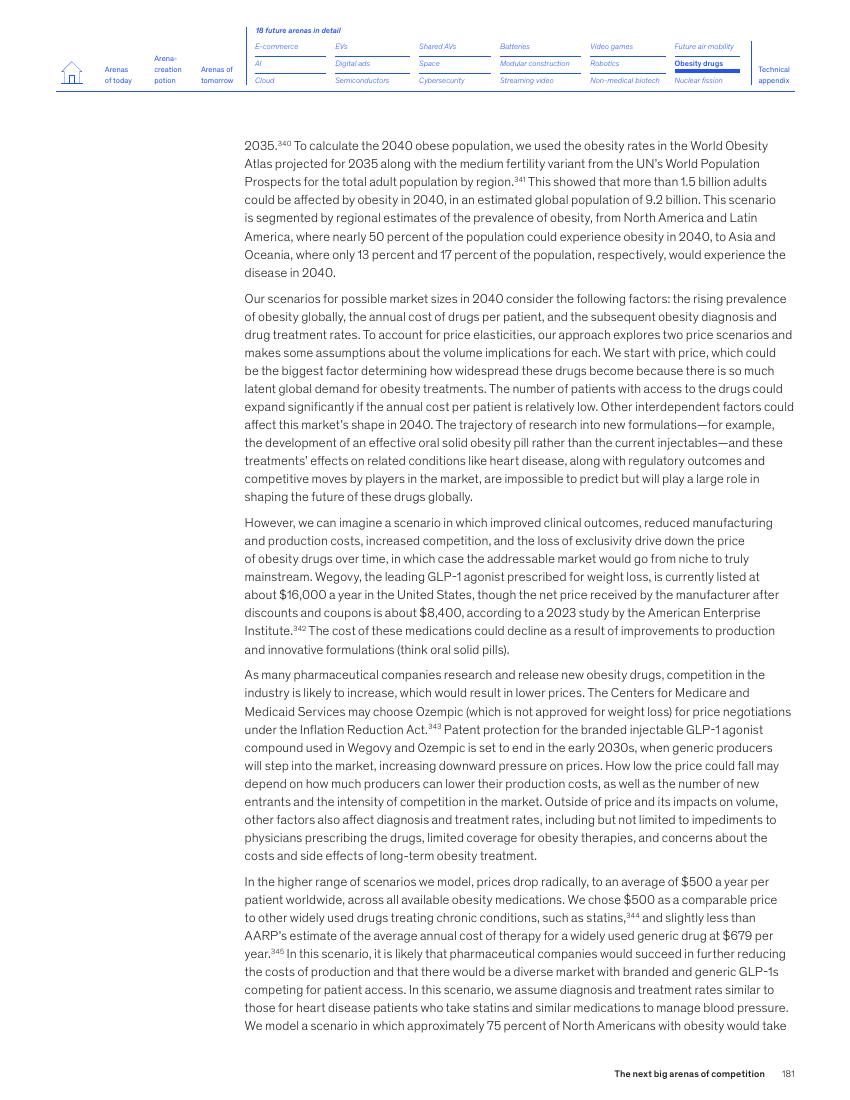 18 future arenas in detail
Arenas of today
Arena-creation potion
Arenas of tomorrow
E-commerce EVs Shared AVs Batteries Video games Future air mobility
AI Digital ads Space Modular construction Robotics Obesity drugs
Cloud Semiconductors Cybersecurity Streaming video Non-medical biotech Nuclear fission
Technical appendix
2035.340 To calculate the 2040 obese population, we used the obesity rates in the World Obesity
Atlas projected for 2035 along with the medium fertility variant from the UN's World Population
Prospects for the total adult population by region.341 This showed that more than 1.5 billion adults
could be affected by obesity in 2040, in an estimated global population of 9.2 billion. This scenario
is segmented by regional estimates of the prevalence of obesity, from North America and Latin
America, where nearly 50 percent of the population could experience obesity in 2040, to Asia and
Oceania, where only 13 percent and 17 percent of the population, respectively, would experience the
disease in 2040.
Our scenarios for possible market sizes in 2040 consider the following factors: the rising prevalence
of obesity globally, the annual cost of drugs per patient, and the subsequent obesity diagnosis and
drug treatment rates. To account for price elasticities, our approach explores two price scenarios and
makes some assumptions about the volume implications for each. We start with price, which could
be the biggest factor determining how widespread these drugs become because there is so much
latent global demand for obesity treatments. The number of patients with access to the drugs could
expand significantly if the annual cost per patient is relatively low. Other interdependent factors could
affect this market's shape in 2040. The trajectory of research into new formulations—for example,
the development of an effective oral solid obesity pill rather than the current injectables—and these
treatments' effects on related conditions like heart disease, along with regulatory outcomes and
competitive moves by players in the market, are impossible to predict but will play a large role in
shaping the future of these drugs globally.
However, we can imagine a scenario in which improved clinical outcomes, reduced manufacturing
and production costs, increased competition, and the loss of exclusivity drive down the price
of obesity drugs over time, in which case the addressable market would go from niche to truly
mainstream. Wegovy, the leading GLP-1 agonist prescribed for weight loss, is currently listed at
about $16,000 a year in the United States, though the net price received by the manufacturer after
discounts and coupons is about $8,400, according to a 2023 study by the American Enterprise
Institute.342 The cost of these medications could decline as a result of improvements to production
and innovative formulations (think oral solid pills).
As many pharmaceutical companies research and release new obesity drugs, competition in the
industry is likely to increase, which would result in lower prices. The Centers for Medicare and
Medicaid Services may choose Ozempic (which is not approved for weight loss) for price negotiations
under the Inflation Reduction Act.343 Patent protection for the branded injectable GLP-1 agonist
compound used in Wegovy and Ozempic is set to end in the early 2030s, when generic producers
will step into the market, increasing downward pressure on prices. How low the price could fall may
depend on how much producers can lower their production costs, as well as the number of new
entrants and the intensity of competition in the market. Outside of price and its impacts on volume,
other factors also affect diagnosis and treatment rates, including but not limited to impediments to
physicians prescribing the drugs, limited coverage for obesity therapies, and concerns about the
costs and side effects of long-term obesity treatment.
In the higher range of scenarios we model, prices drop radically, to an average of $500 a year per
patient worldwide, across all available obesity medications. We chose $500 as a comparable price
to other widely used drugs treating chronic conditions, such as statins,344 and slightly less than
AARP's estimate of the average annual cost of therapy for a widely used generic drug at $679 per
year.345 In this scenario, it is likely that pharmaceutical companies would succeed in further reducing
the costs of production and that there would be a diverse market with branded and generic GLP-1s
competing for patient access. In this scenario, we assume diagnosis and treatment rates similar to
those for heart disease patients who take statins and similar medications to manage blood pressure.
We model a scenario in which approximately 75 percent of North Americans with obesity would take
The next big arenas of competition 181